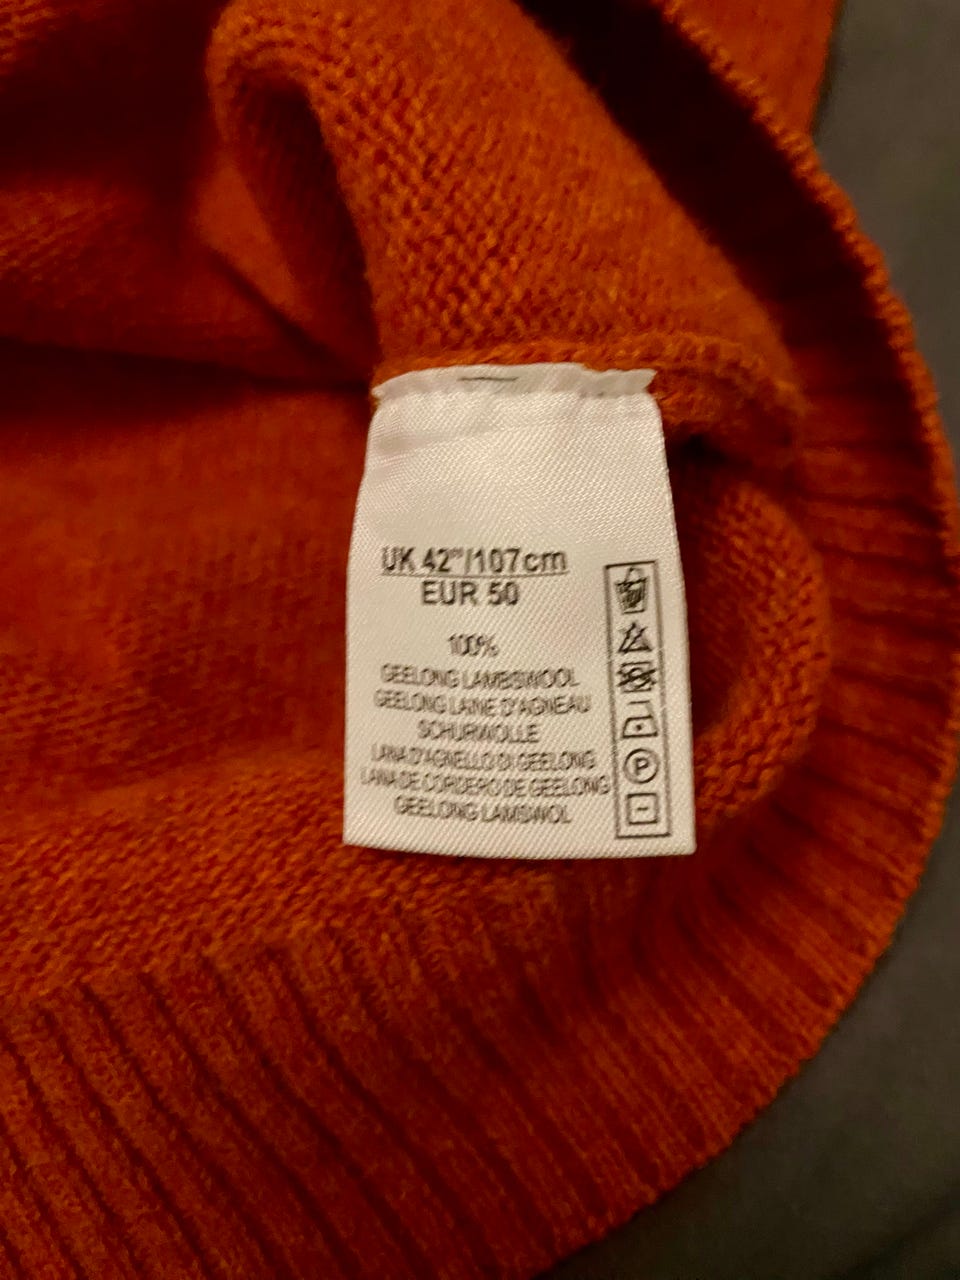 UK 42"/107cm
EUR 50
100%
GEELONG LAMBSWOOL
GEELONG LAINE D'AGNEAU
SCHURWOLLE
LANA D'AGNELLO DI GEELONG
LANA DE CORDERO DE GEELONG
GEELONG LAMSWOL
P